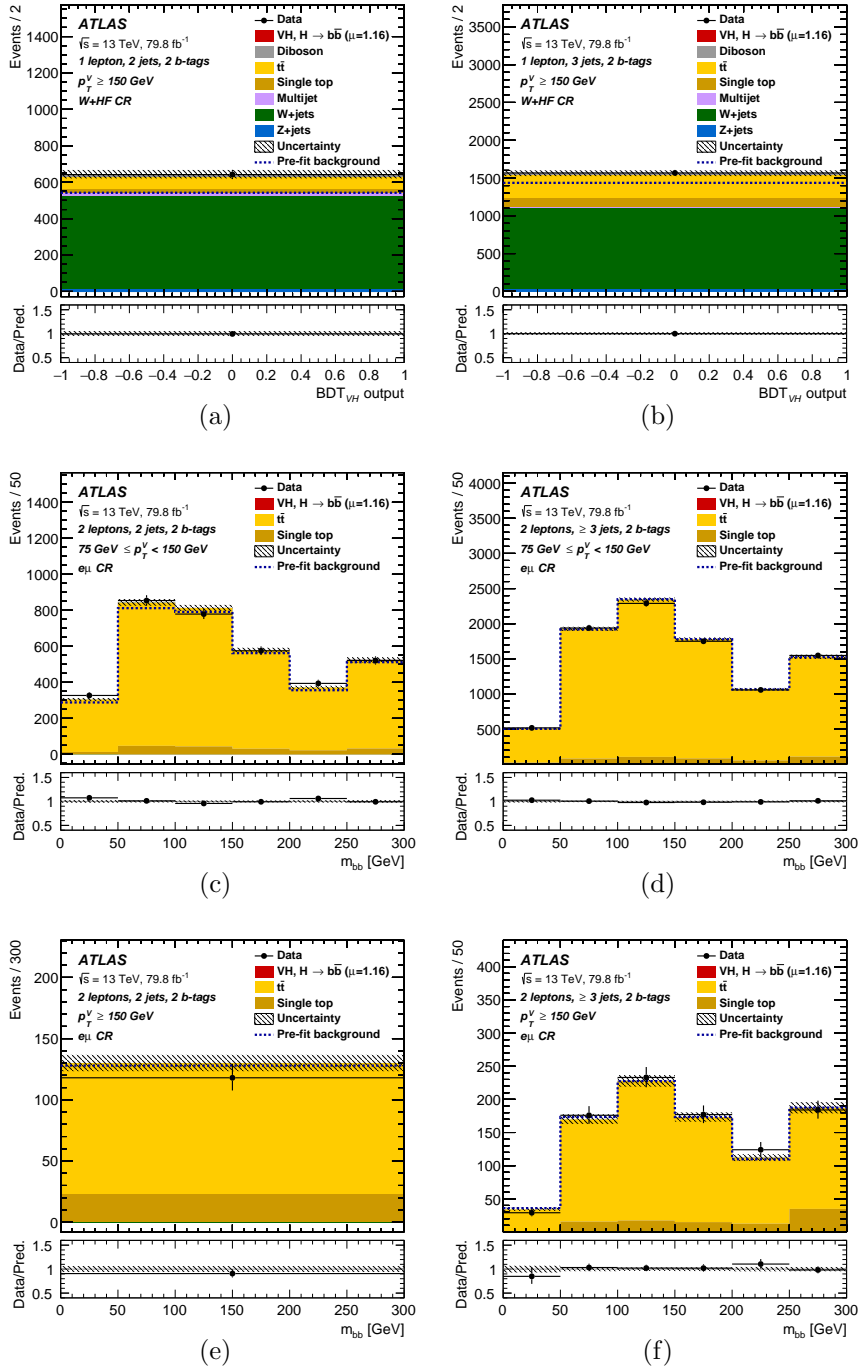 Events / 2
1400
1200
1000
800
600
400
200
0
ATLAS
√s = 13 TeV, 79.8 fb⁻¹
1 lepton, 2 jets, 2 b-tags
p_T^V ≥ 150 GeV
W+HF CR
Data
VH, H → bb̄ (μ=1.16)
Diboson
tt̄
Single top
Multijet
W+jets
Z+jets
Uncertainty
Pre-fit background
Data/Pred.
1.5
1
0.5
−1 −0.8 −0.6 −0.4 −0.2 0 0.2 0.4 0.6 0.8 1
BDT_VH output
(a)
Events / 2
3500
3000
2500
2000
1500
1000
500
0
ATLAS
√s = 13 TeV, 79.8 fb⁻¹
1 lepton, 3 jets, 2 b-tags
p_T^V ≥ 150 GeV
W+HF CR
Data
VH, H → bb̄ (μ=1.16)
Diboson
tt̄
Single top
Multijet
W+jets
Z+jets
Uncertainty
Pre-fit background
Data/Pred.
1.5
1
0.5
−1 −0.8 −0.6 −0.4 −0.2 0 0.2 0.4 0.6 0.8 1
BDT_VH output
(b)
Events / 50
1400
1200
1000
800
600
400
200
0
ATLAS
√s = 13 TeV, 79.8 fb⁻¹
2 leptons, 2 jets, 2 b-tags
75 GeV ≤ p_T^V < 150 GeV
eμ CR
Data
VH, H → bb̄ (μ=1.16)
tt̄
Single top
Uncertainty
Pre-fit background
Data/Pred.
1.5
1
0.5
0 50 100 150 200 250 300
m_bb [GeV]
(c)
Events / 50
4000
3500
3000
2500
2000
1500
1000
500
ATLAS
√s = 13 TeV, 79.8 fb⁻¹
2 leptons, ≥ 3 jets, 2 b-tags
75 GeV ≤ p_T^V < 150 GeV
eμ CR
Data
VH, H → bb̄ (μ=1.16)
tt̄
Single top
Uncertainty
Pre-fit background
Data/Pred.
1.5
1
0.5
0 50 100 150 200 250 300
m_bb [GeV]
(d)
Events / 300
200
150
100
50
0
ATLAS
√s = 13 TeV, 79.8 fb⁻¹
2 leptons, 2 jets, 2 b-tags
p_T^V ≥ 150 GeV
eμ CR
Data
VH, H → bb̄ (μ=1.16)
tt̄
Single top
Uncertainty
Pre-fit background
Data/Pred.
1.5
1
0.5
0 50 100 150 200 250 300
m_bb [GeV]
(e)
Events / 50
400
350
300
250
200
150
100
50
ATLAS
√s = 13 TeV, 79.8 fb⁻¹
2 leptons, ≥ 3 jets, 2 b-tags
p_T^V ≥ 150 GeV
eμ CR
Data
VH, H → bb̄ (μ=1.16)
tt̄
Single top
Uncertainty
Pre-fit background
Data/Pred.
1.5
1
0.5
0 50 100 150 200 250 300
m_bb [GeV]
(f)